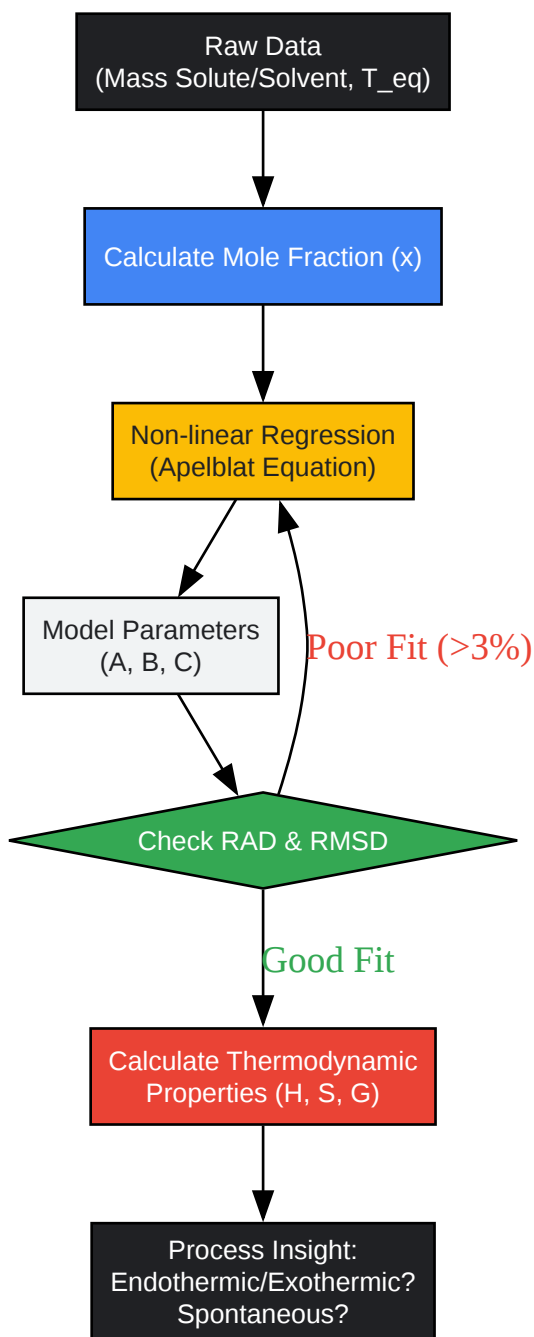 Raw Data
(Mass Solute/Solvent, T_eq)
Calculate Mole Fraction (x)
Non-linear Regression
(Apelblat Equation)
Model Parameters
(A, B, C)
Poor Fit (>3%)
Check RAD & RMSD
Good Fit
Calculate Thermodynamic
Properties (H, S, G)
Process Insight:
Endothermic/Exothermic?
Spontaneous?